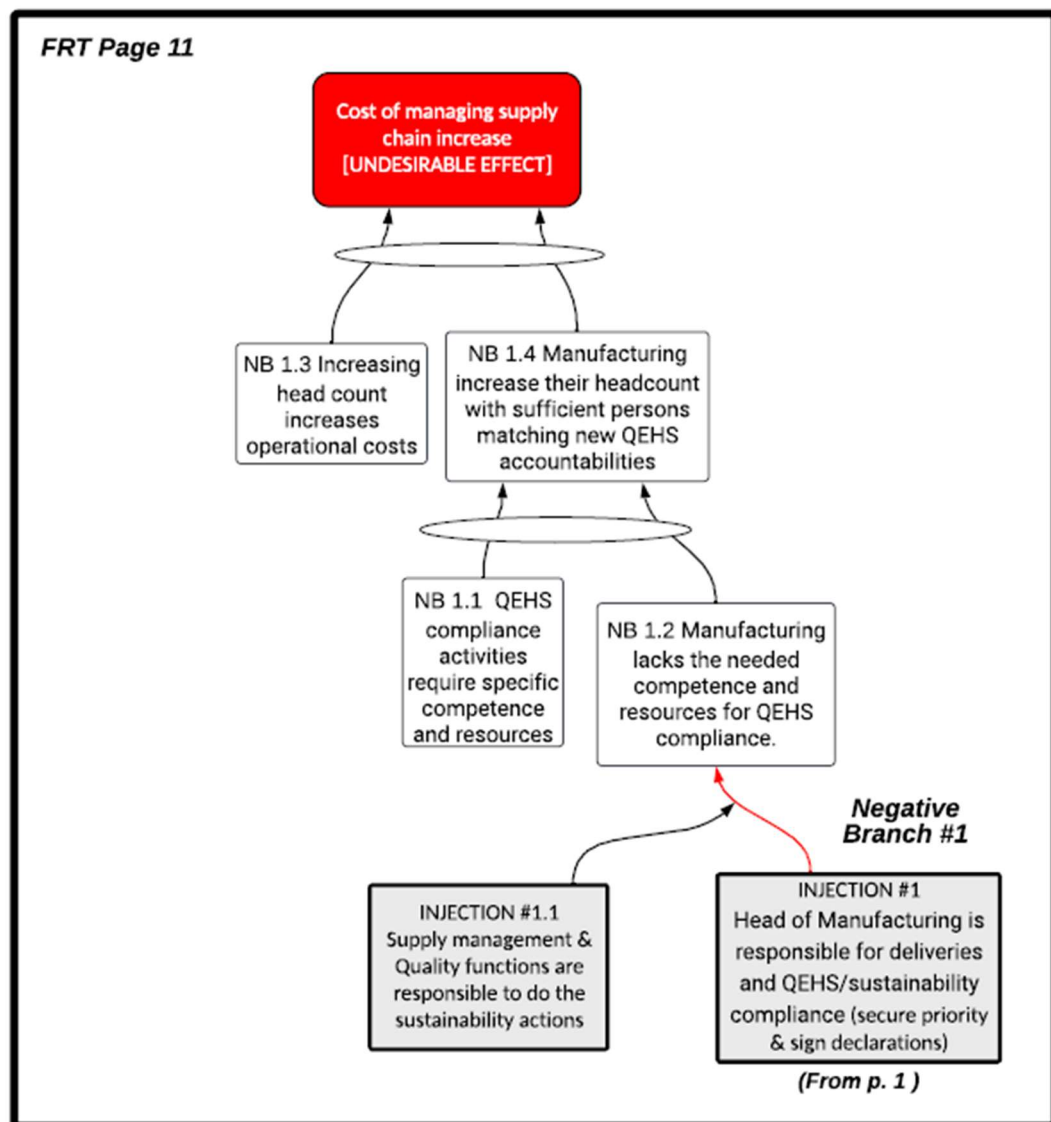 FRT Page 11
Cost of managing supply
chain increase
[UNDESIRABLE EFFECT]
NB 1.3 Increasing
head count
increases
operational costs
NB 1.4 Manufacturing
increase their headcount
with sufficient persons
matching new QEHS
accountabilities
NB 1.1 QEHS
compliance
activities
require specific
competence
and resources
NB 1.2 Manufacturing
lacks the needed
competence and
resources for QEHS
compliance.
Negative
Branch #1
INJECTION #1.1
Supply management &
Quality functions are
responsible to do the
sustainability actions
INJECTION #1
Head of Manufacturing is
responsible for deliveries
and QEHS/sustainability
compliance (secure priority
& sign declarations)
(From p. 1 )